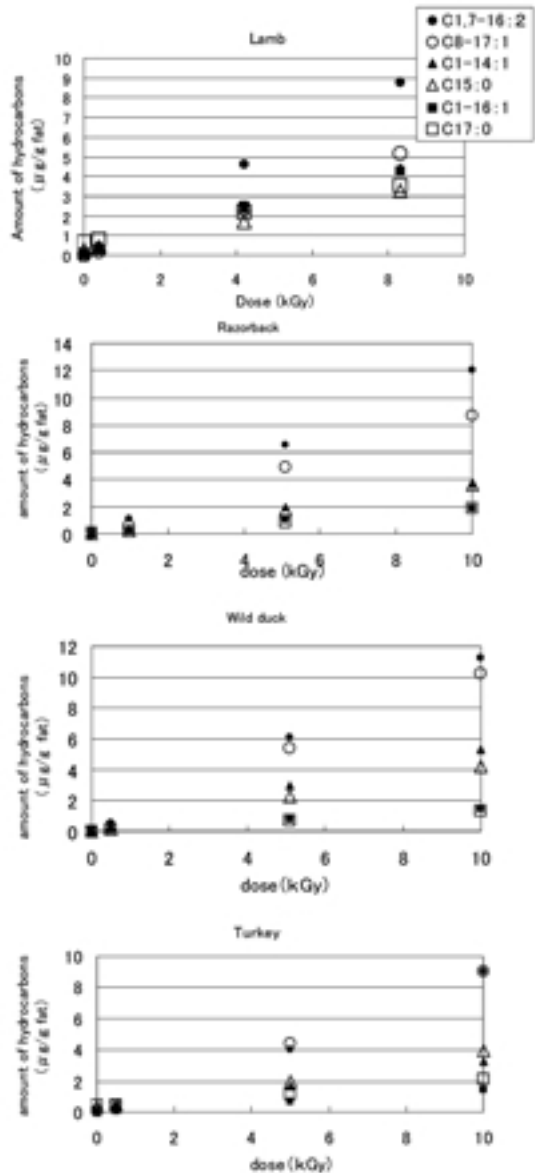 Lamb
C1,7-16:2
C8-17:1
C1-14:1
C15:0
C1-16:1
C17:0
Amount of hydrocarbons
(μg/g fat)
10
9
8
7
6
5
4
3
2
1
0
0 2 4 6 8 10
Dose (kGy)
Razorback
amount of hydrocarbons
(μg/g fat)
14
12
10
8
6
4
2
0
0 2 4 6 8 10
dose (kGy)
Wild duck
amount of hydrocarbons
(μg/g fat)
12
10
8
6
4
2
0
0 2 4 6 8 10
dose(kGy)
Turkey
amount of hydrocarbons
(μg/g fat)
10
8
6
4
2
0
0 2 4 6 8 10
dose (kGy)